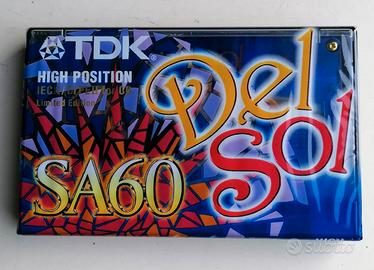 TDK
HIGH POSITION
Limited Edition
Del
Sol
SA60